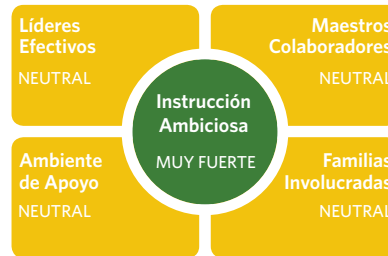 Líderes
Efectivos
NEUTRAL
Maestros
Colaboradores
NEUTRAL
Instrucción
Ambiciosa
MUY FUERTE
Ambiente
de Apoyo
NEUTRAL
Familias
Involucradas
NEUTRAL